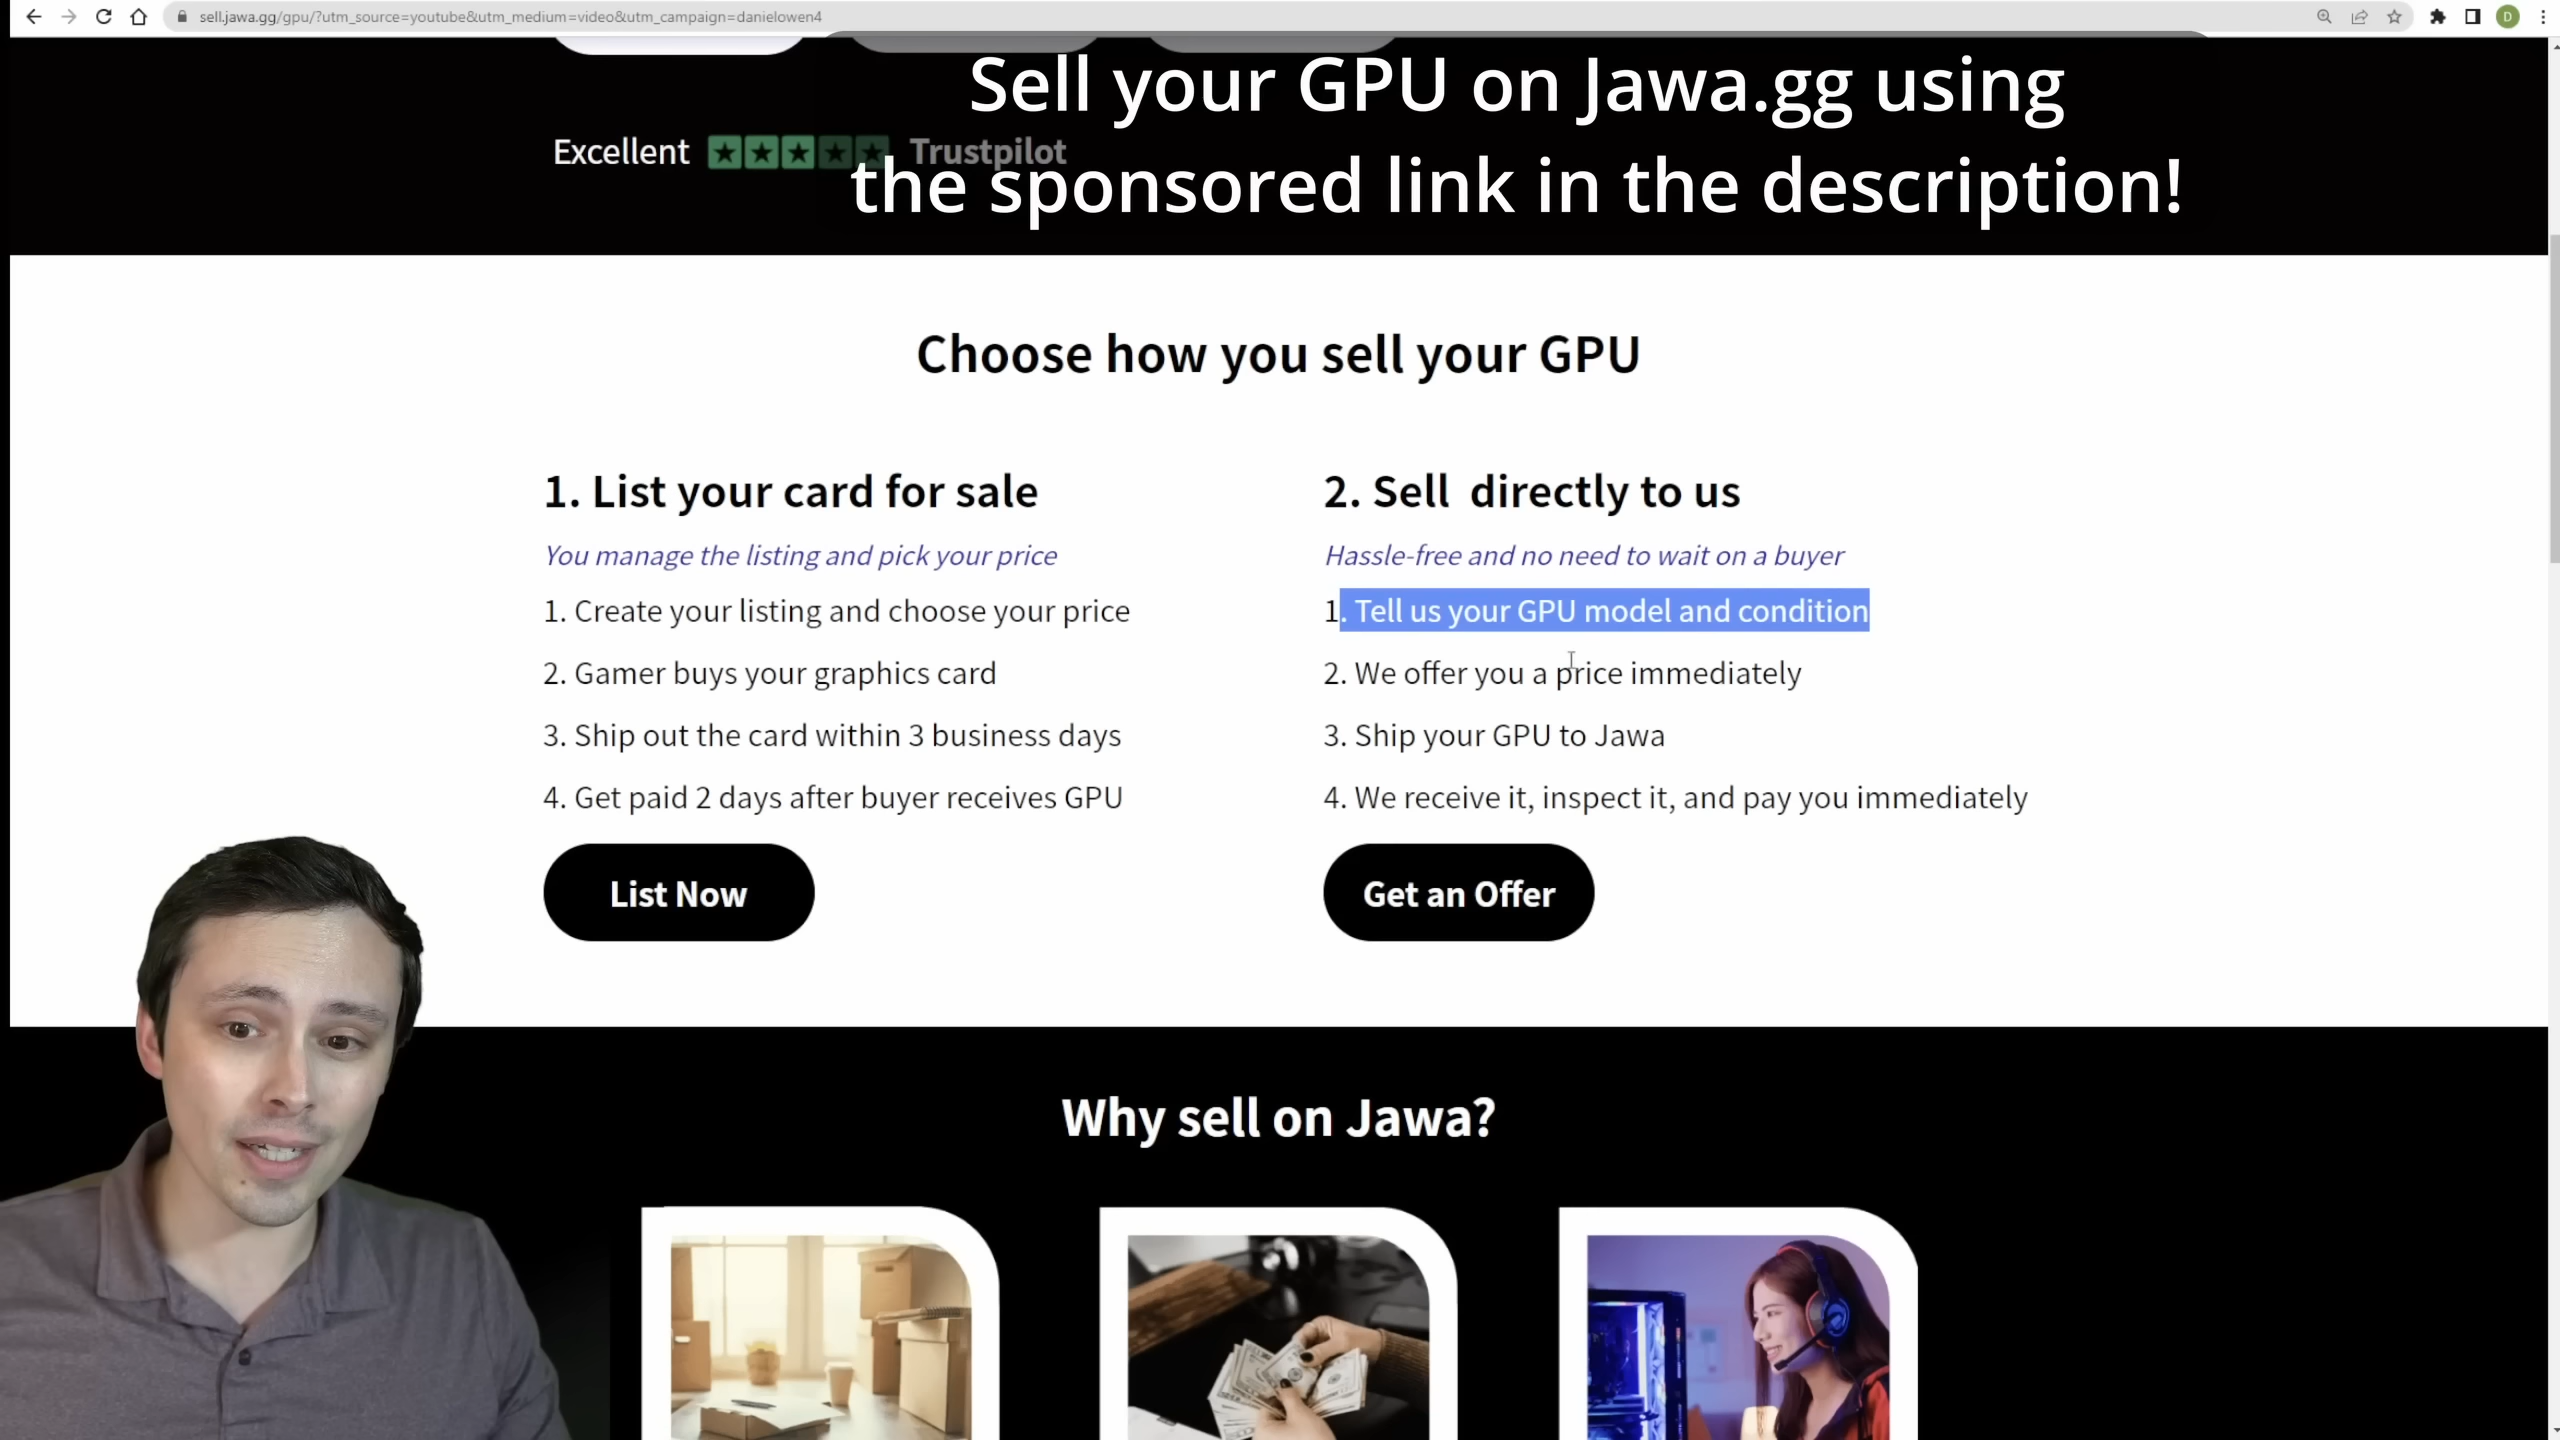 sell.jawa.gg/gpu/?utm_source=youtube&utm_medium=video&utm_campaign=danielowen4
D
Sell your GPU on Jawa.gg using
the sponsored link in the description!
Excellent
Trustpilot
Choose how you sell your GPU
1. List your card for sale
You manage the listing and pick your price
1. Create your listing and choose your price
2. Gamer buys your graphics card
3. Ship out the card within 3 business days
4. Get paid 2 days after buyer receives GPU
List Now
2. Sell directly to us
Hassle-free and no need to wait on a buyer
1. Tell us your GPU model and condition
2. We offer you a price immediately
3. Ship your GPU to Jawa
4. We receive it, inspect it, and pay you immediately
Get an Offer
Why sell on Jawa?